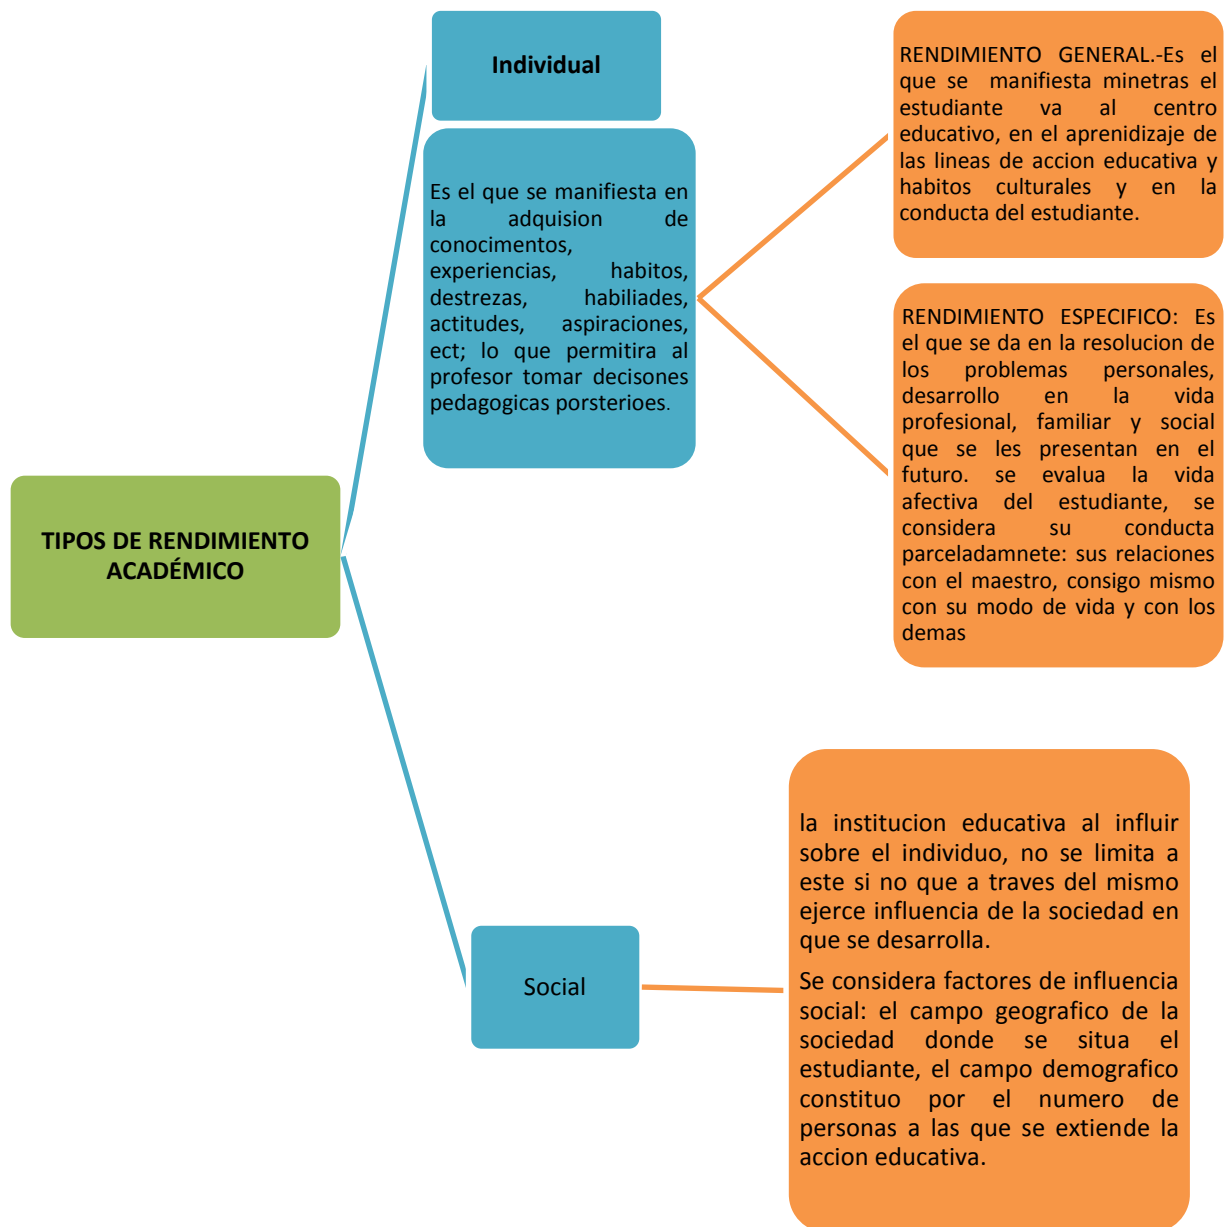 Individual
Es el que se manifiesta en
la adquision de
conocimentos,
experiencias, habitos,
destrezas, habiliades,
actitudes, aspiraciones,
ect; lo que permitira al
profesor tomar decisones
pedagogicas porsterioes.
RENDIMIENTO GENERAL.-Es el
que se manifiesta minetras el
estudiante va al centro
educativo, en el aprenidizaje de
las lineas de accion educativa y
habitos culturales y en la
conducta del estudiante.
RENDIMIENTO ESPECIFICO: Es
el que se da en la resolucion de
los problemas personales,
desarrollo en la vida
profesional, familiar y social
que se les presentan en el
futuro. se evalua la vida
afectiva del estudiante, se
considera su conducta
parceladamnete: sus relaciones
con el maestro, consigo mismo
con su modo de vida y con los
demas
TIPOS DE RENDIMIENTO
ACADÉMICO
Social
la institucion educativa al influir
sobre el individuo, no se limita a
este si no que a traves del mismo
ejerce influencia de la sociedad en
que se desarrolla.
Se considera factores de influencia
social: el campo geografico de la
sociedad donde se situa el
estudiante, el campo demografico
constituo por el numero de
personas a las que se extiende la
accion educativa.